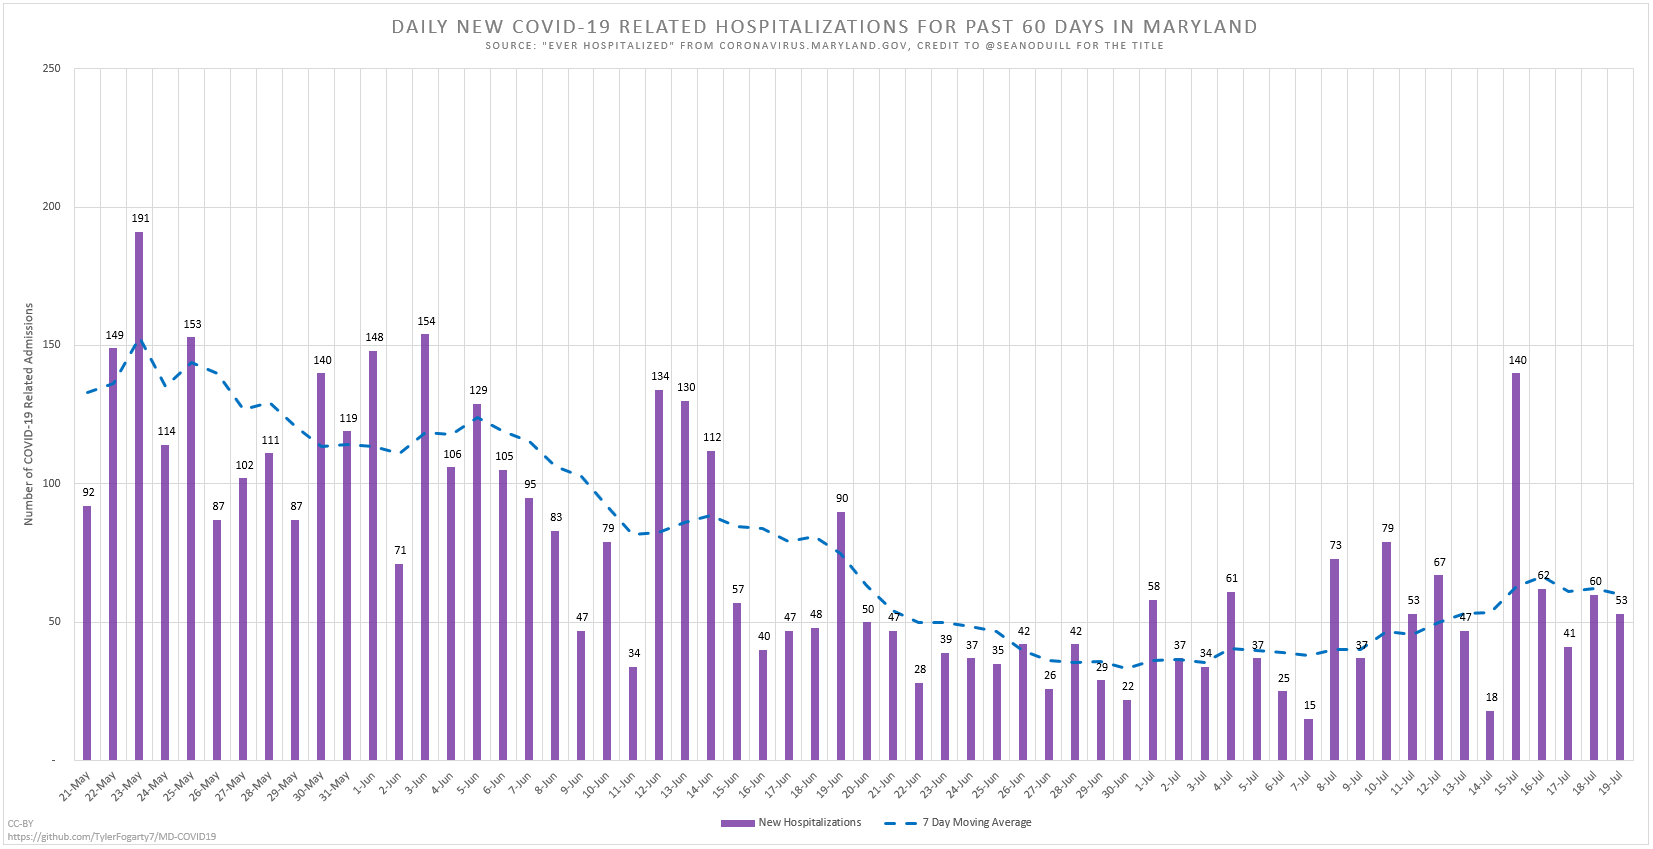 DAILY NEW COVID-19 RELATED HOSPITALIZATIONS FOR PAST 60 DAYS IN MARYLAND
SOURCE: "EVER HOSPITALIZED" FROM CORONAVIRUS.MARYLAND.GOV, CREDIT TO @SEANODUILL FOR THE TITLE
250
200
150
100
50
-
Number of COVID-19 Related Admissions
92
149
191
114
153
87
102
111
87
140
119
148
71
154
106
129
105
95
83
47
79
34
134
130
112
57
40
47
48
90
50
47
28
39
37
35
42
26
42
29
22
58
37
34
61
37
25
15
73
37
79
53
67
47
18
140
62
41
60
53
21-May
22-May
23-May
24-May
25-May
26-May
27-May
28-May
29-May
30-May
31-May
1-Jun
2-Jun
3-Jun
4-Jun
5-Jun
6-Jun
7-Jun
8-Jun
9-Jun
10-Jun
11-Jun
12-Jun
13-Jun
14-Jun
15-Jun
16-Jun
17-Jun
18-Jun
19-Jun
20-Jun
21-Jun
22-Jun
23-Jun
24-Jun
25-Jun
26-Jun
27-Jun
28-Jun
29-Jun
30-Jun
1-Jul
2-Jul
3-Jul
4-Jul
5-Jul
6-Jul
7-Jul
8-Jul
9-Jul
10-Jul
11-Jul
12-Jul
13-Jul
14-Jul
15-Jul
16-Jul
17-Jul
18-Jul
19-Jul
New Hospitalizations
7 Day Moving Average
CC-BY
https://github.com/TylerFogarty7/MD-COVID19